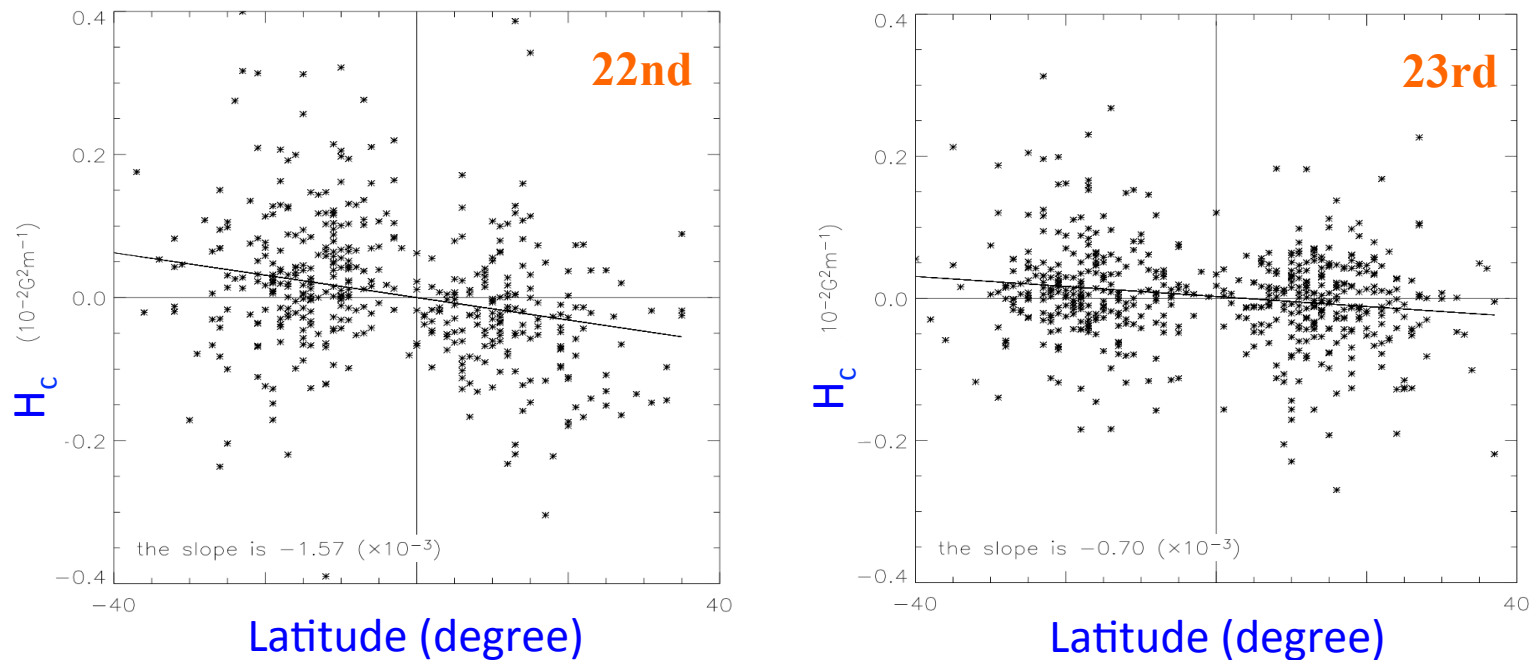 0.4
22nd
0.2
0.0
-0.2
-0.4
(10⁻²G²m⁻¹)
H_c
the slope is −1.57 (×10⁻³)
−40
40
Latitude (degree)
0.4
23rd
0.2
0.0
−0.2
−0.4
10⁻²G²m⁻¹)
H_c
the slope is −0.70 (×10⁻³)
−40
40
Latitude (degree)